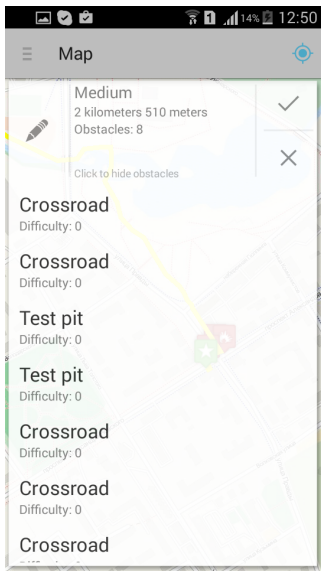 1 14% 12:50
Map
Medium
2 kilometers 510 meters
Obstacles: 8
Click to hide obstacles
Crossroad
Difficulty: 0
Crossroad
Difficulty: 0
Test pit
Difficulty: 0
Test pit
Difficulty: 0
Crossroad
Difficulty: 0
Crossroad
Difficulty: 0
Crossroad